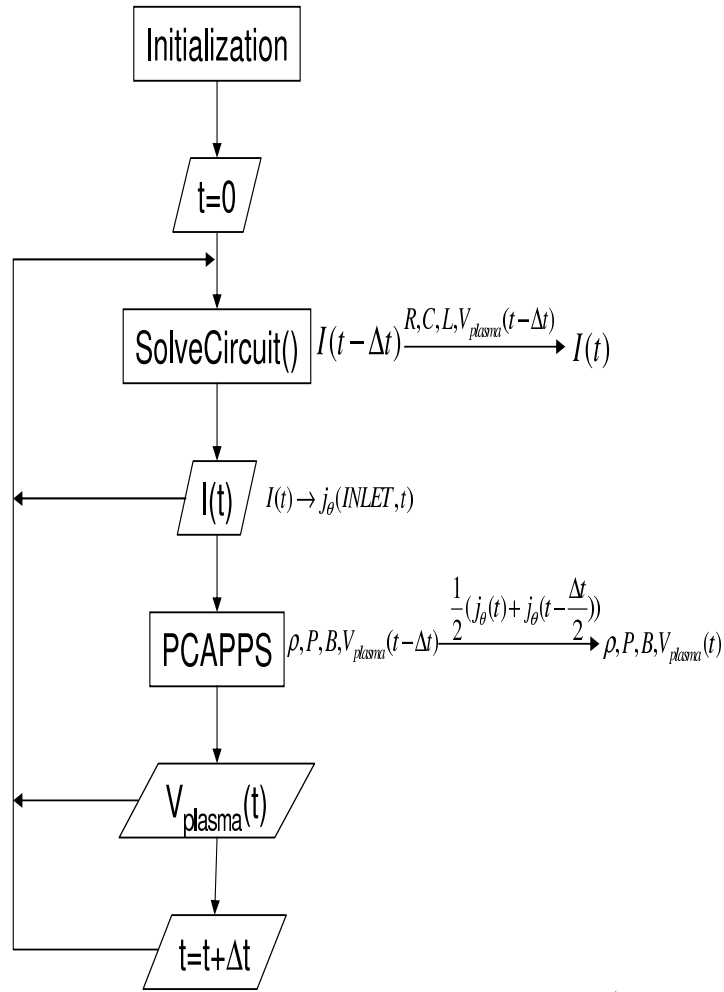 Initialization
t=0
SolveCircuit()
I(t−Δt) R,C,L,V_plasma(t−Δt) I(t)
I(t)
I(t) → j_θ(INLET,t)
PCAPPS
ρ,P,B,V_plasma(t−Δt) 1/2(j_θ(t)+j_θ(t−Δt/2)) ρ,P,B,V_plasma(t)
V_plasma(t)
t=t+Δt